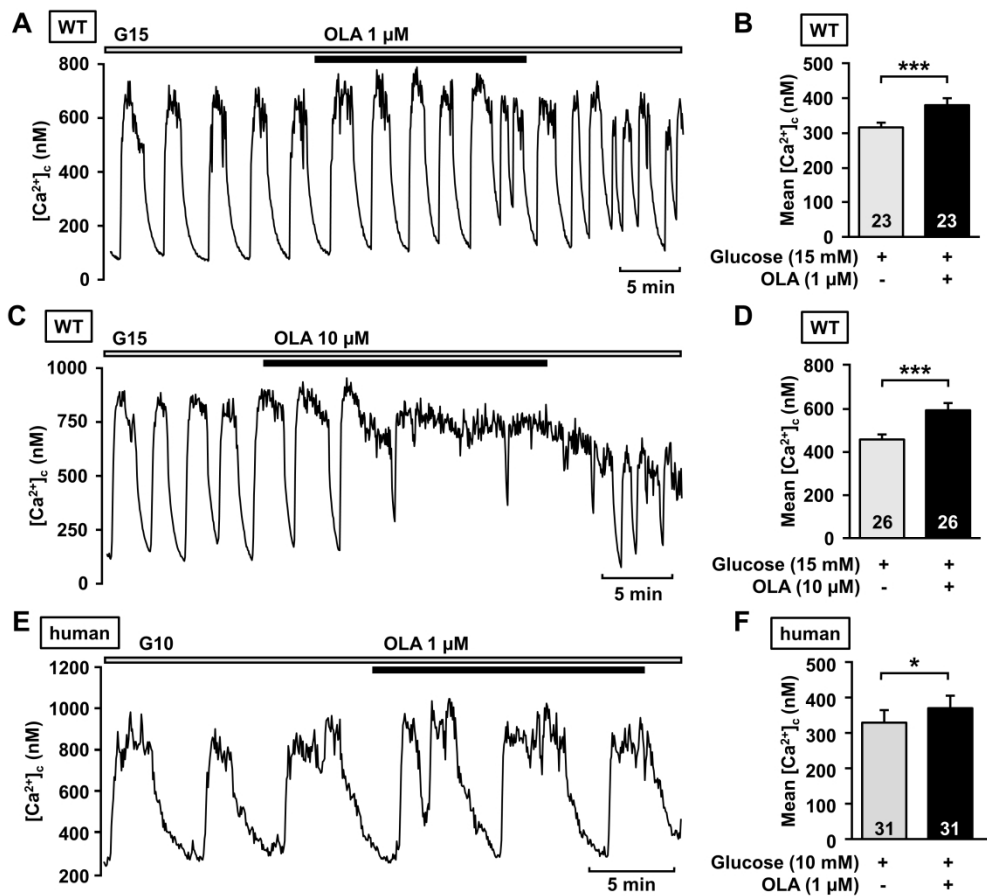 A WT
G15 OLA 1 µM
800
600
400
200
0
[Ca²⁺]c (nM)
5 min
B WT
***
500
400
300
200
100
0
Mean [Ca²⁺]c (nM)
23 23
Glucose (15 mM) + +
OLA (1 µM) - +
C WT
G15 OLA 10 µM
1000
750
500
250
0
[Ca²⁺]c (nM)
5 min
D WT
***
800
600
400
200
0
Mean [Ca²⁺]c (nM)
26 26
Glucose (15 mM) + +
OLA (10 µM) - +
E human
G10 OLA 1 µM
1200
1000
800
600
400
200
[Ca²⁺]c (nM)
5 min
F human
*
500
400
300
200
100
0
Mean [Ca²⁺]c (nM)
31 31
Glucose (10 mM) + +
OLA (1 µM) - +